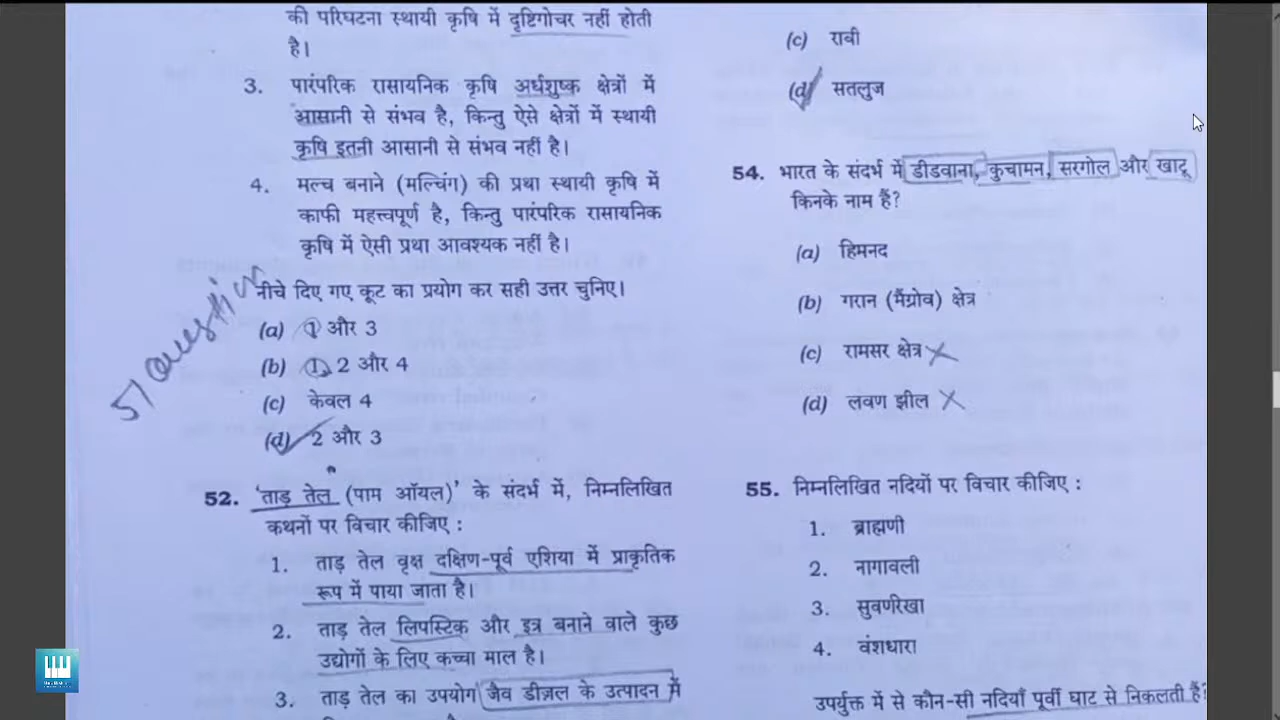 की परिघटना स्थायी कृषि में दृष्टिगोचर नहीं होती
है।
3. पारंपरिक रासायनिक कृषि अर्धशुष्क क्षेत्रों में
आसानी से संभव है, किन्तु ऐसे क्षेत्रों में स्थायी
कृषि इतनी आसानी से संभव नहीं है।
4. मल्च बनाने (मल्चिंग) की प्रथा स्थायी कृषि में
काफी महत्त्वपूर्ण है, किन्तु पारंपरिक रासायनिक
कृषि में ऐसी प्रथा आवश्यक नहीं है।
51 Question
नीचे दिए गए कूट का प्रयोग कर सही उत्तर चुनिए।
(a) 1 और 3
(b) 1, 2 और 4
(c) केवल 4
(d) 2 और 3
52. 'ताड़ तेल (पाम ऑयल)' के संदर्भ में, निम्नलिखित
कथनों पर विचार कीजिए :
1. ताड़ तेल वृक्ष दक्षिण-पूर्व एशिया में प्राकृतिक
रूप में पाया जाता है।
2. ताड़ तेल लिपस्टिक और इत्र बनाने वाले कुछ
उद्योगों के लिए कच्चा माल है।
3. ताड़ तेल का उपयोग जैव डीज़ल के उत्पादन में
(c) रावी
(d) सतलुज
54. भारत के संदर्भ में डीडवाना, कुचामन, सरगोल और खाटू
किनके नाम हैं?
(a) हिमनद
(b) गरान (मैंग्रोव) क्षेत्र
(c) रामसर क्षेत्र
(d) लवण झील
55. निम्नलिखित नदियों पर विचार कीजिए :
1. ब्राह्मणी
2. नागावली
3. सुवर्णरेखा
4. वंशधारा
उपर्युक्त में से कौन-सी नदियाँ पूर्वी घाट से निकलती हैं?